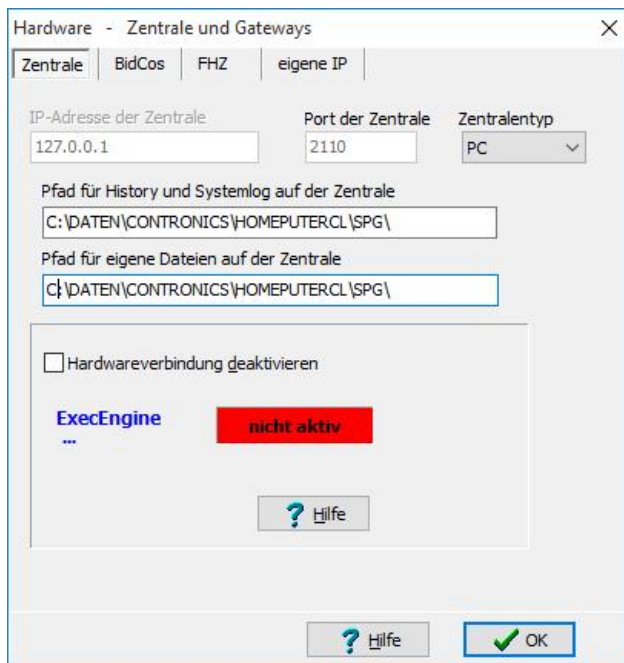 Hardware - Zentrale und Gateways
Zentrale BidCos FHZ eigene IP
IP-Adresse der Zentrale Port der Zentrale Zentralentyp
127.0.0.1 2110 PC
Pfad für History und Systemlog auf der Zentrale
C:\DATEN\CONTRONICS\HOMEPUTERCL\SPG\
Pfad für eigene Dateien auf der Zentrale
C:\DATEN\CONTRONICS\HOMEPUTERCL\SPG\
Hardwareverbindung deaktivieren
ExecEngine nicht aktiv
...
? Hilfe
? Hilfe OK